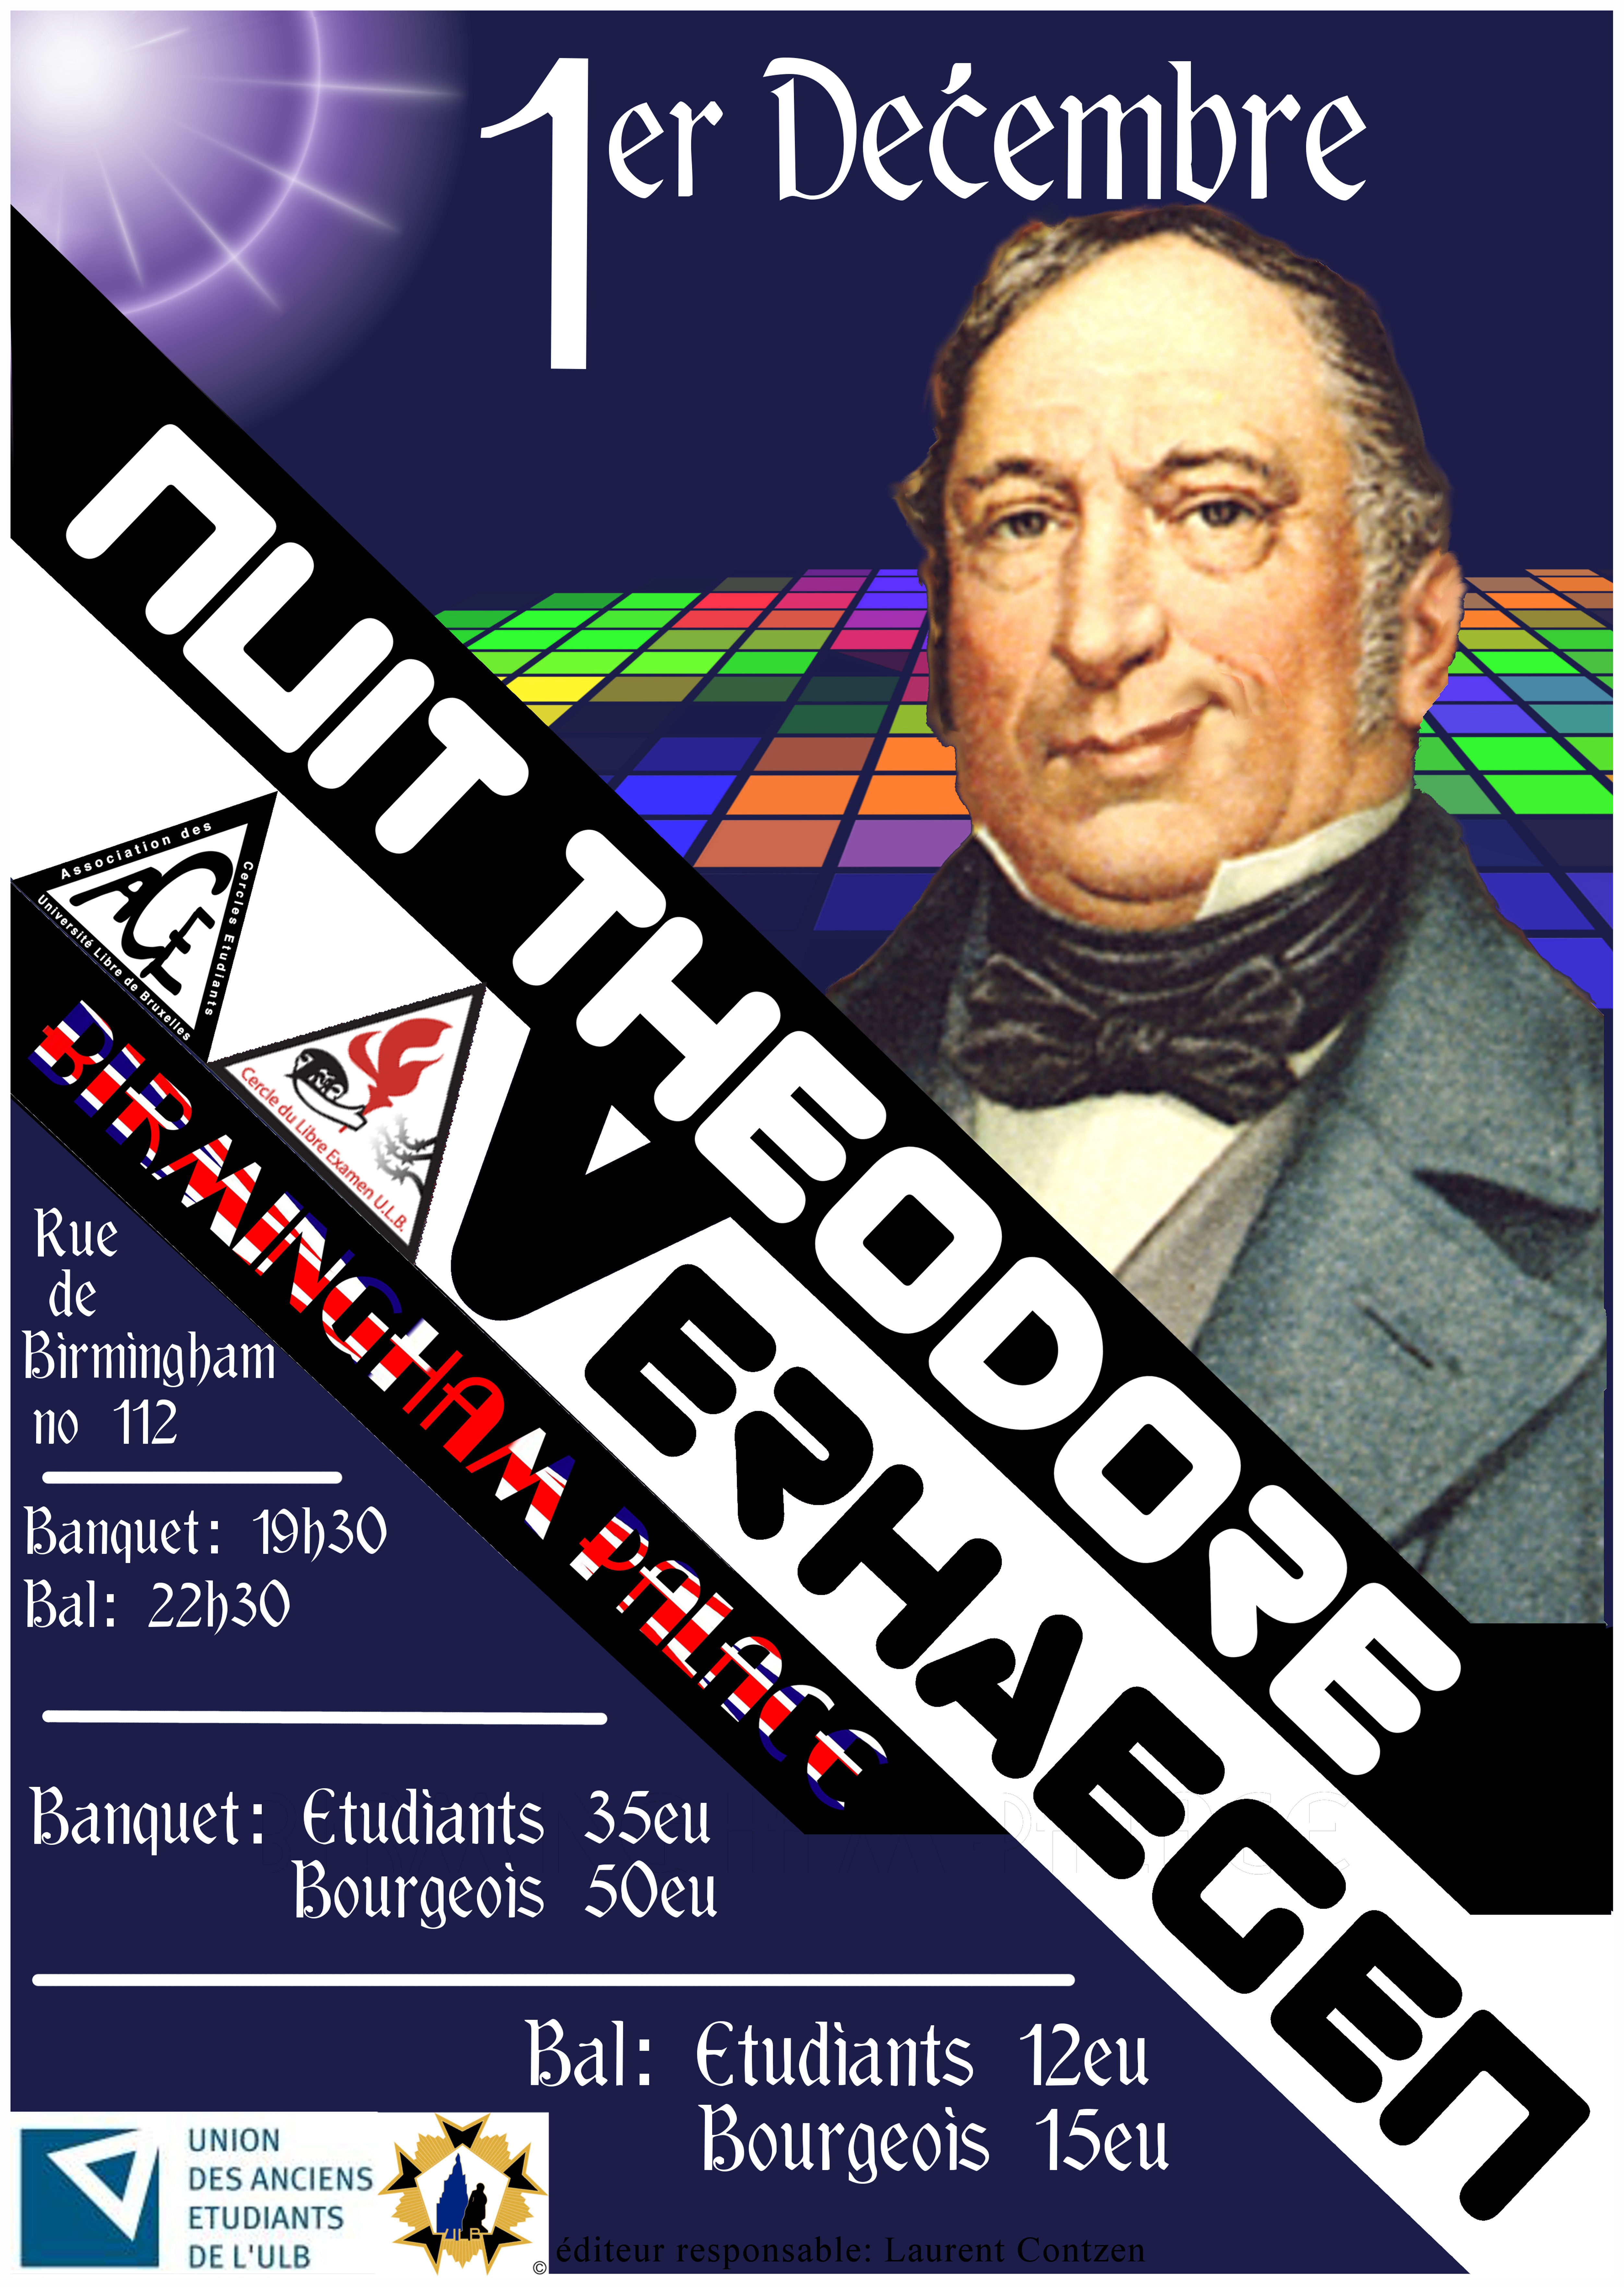 1er Décembre
NUIT THEODORE
VERHAEGEN
Association des
Cercles Etudiants
Université Libre de Bruxelles
ACE
Cercle du Libre Examen U.L.B.
BIRMINGHAM PALACE
Rue
de
Birmingham
no 112
Banquet: 19h30
Bal: 22h30
Banquet: Etudiants 35eu
Bourgeois 50eu
Bal: Etudiants 12eu
Bourgeois 15eu
UNION
DES ANCIENS
ETUDIANTS
DE L'ULB
ULB
©
éditeur responsable: Laurent Contzen